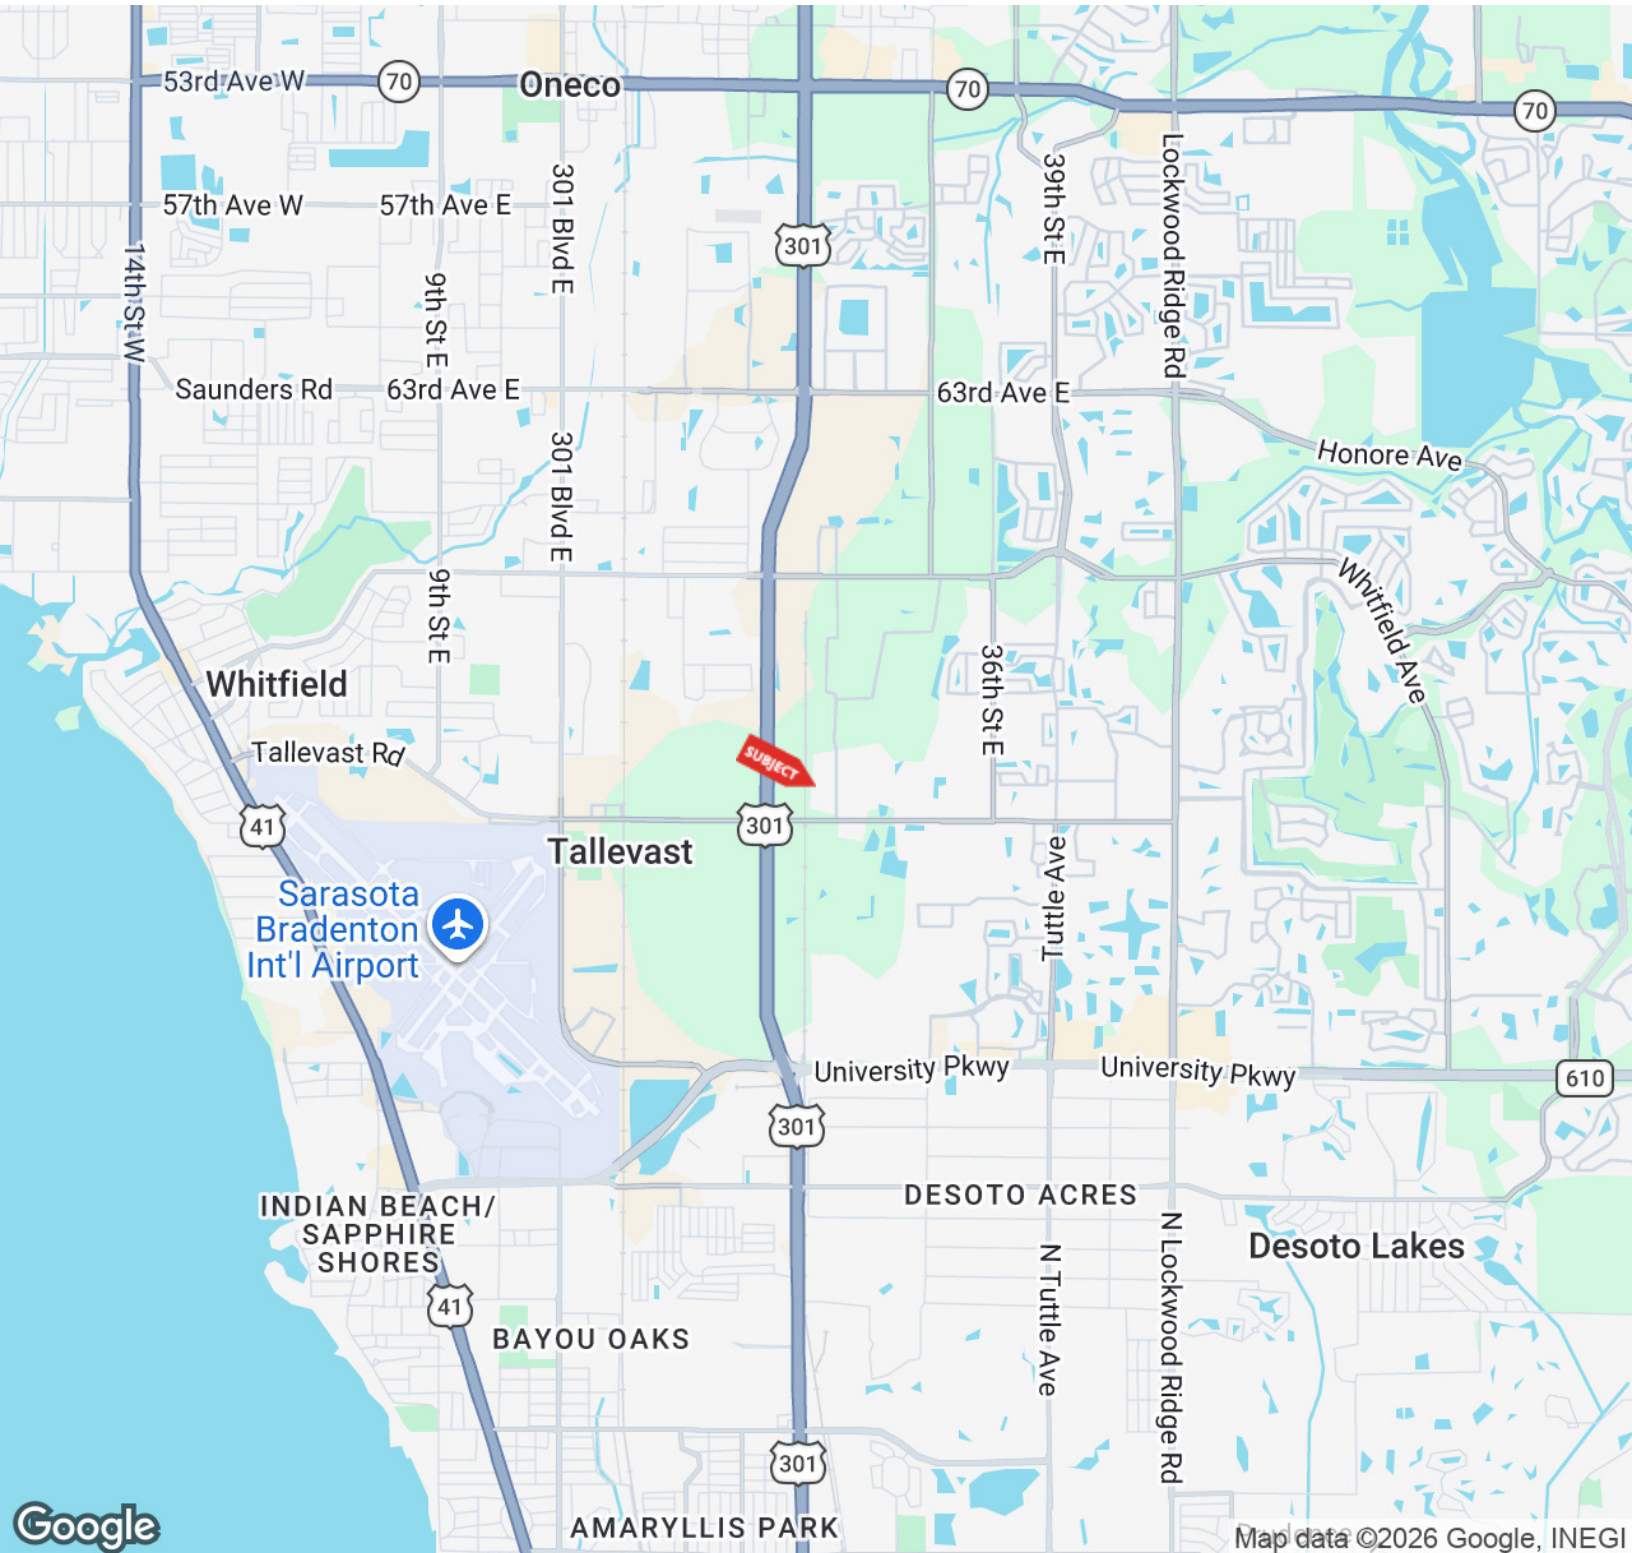 53rd Ave W
70
Oneco
70
70
57th Ave W
57th Ave E
301 Blvd E
39th St E
Lockwood Ridge Rd
301
14th St W
9th St E
Saunders Rd
63rd Ave E
63rd Ave E
301 Blvd E
Honore Ave
9th St E
Whitfield Ave
36th St E
Whitfield
Tallevast Rd
SUBJECT
41
301
Tallevast
Tuttle Ave
Sarasota
Bradenton
Int'l Airport
University Pkwy
University Pkwy
610
301
INDIAN BEACH/
SAPPHIRE
SHORES
DESOTO ACRES
N Tuttle Ave
N Lockwood Ridge Rd
Desoto Lakes
41
BAYOU OAKS
301
AMARYLLIS PARK
Google
Map data ©2026 Google, INEGI